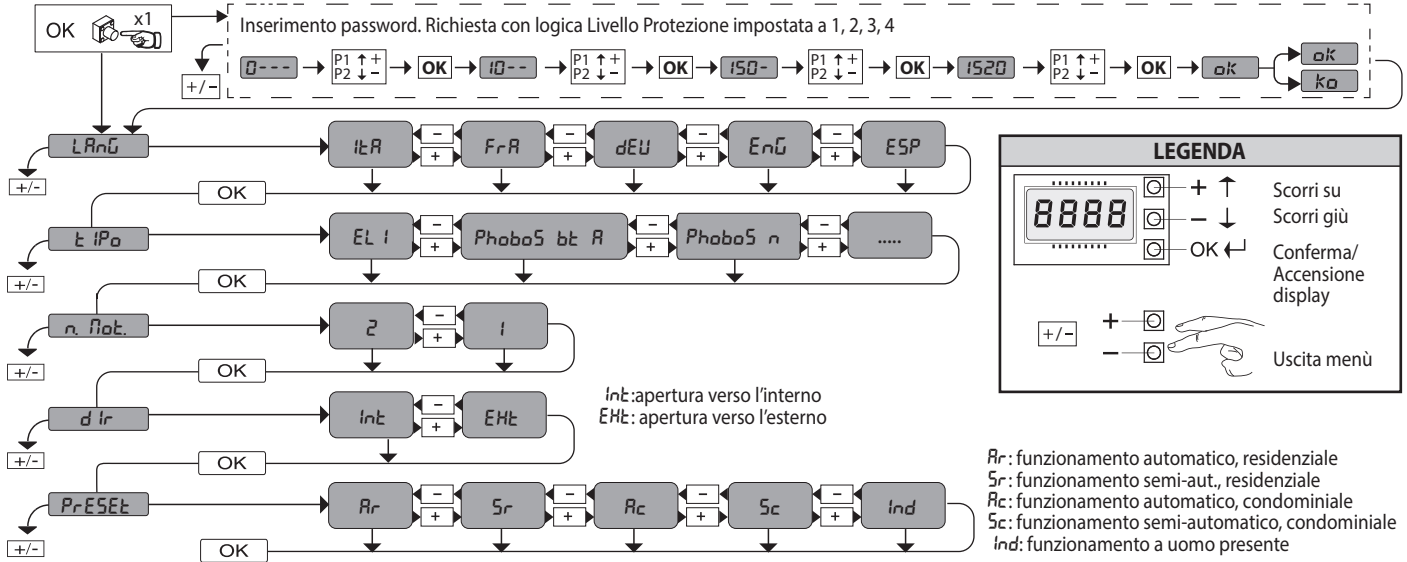 OK x1
Inserimento password. Richiesta con logica Livello Protezione impostata a 1, 2, 3, 4
0--- P1 ↑ + P2 ↓ − OK 10-- P1 ↑ + P2 ↓ − OK 150- P1 ↑ + P2 ↓ − OK 1520 P1 ↑ + P2 ↓ − OK ok ok
ko
+/-
LAnG ItA − + FrA − + dEU − + EnG − + ESP
+/-
OK
tIPo ELI − + PhoboS bt A − + PhoboS n − + .....
+/-
OK
n. Mot. 2 − + 1
+/-
OK
dIr Int − + EHt
+/-
OK
PrESEt Ar − + Sr − + Ac − + Sc − + Ind
+/-
OK
Int: apertura verso l'interno
EHt: apertura verso l'esterno
LEGENDA
8888
+ ↑ Scorri su
− ↓ Scorri giù
OK ↵ Conferma/
Accensione
display
+/- +
− Uscita menù
Ar: funzionamento automatico, residenziale
Sr: funzionamento semi-aut., residenziale
Ac: funzionamento automatico, condominiale
Sc: funzionamento semi-automatico, condominiale
Ind: funzionamento a uomo presente